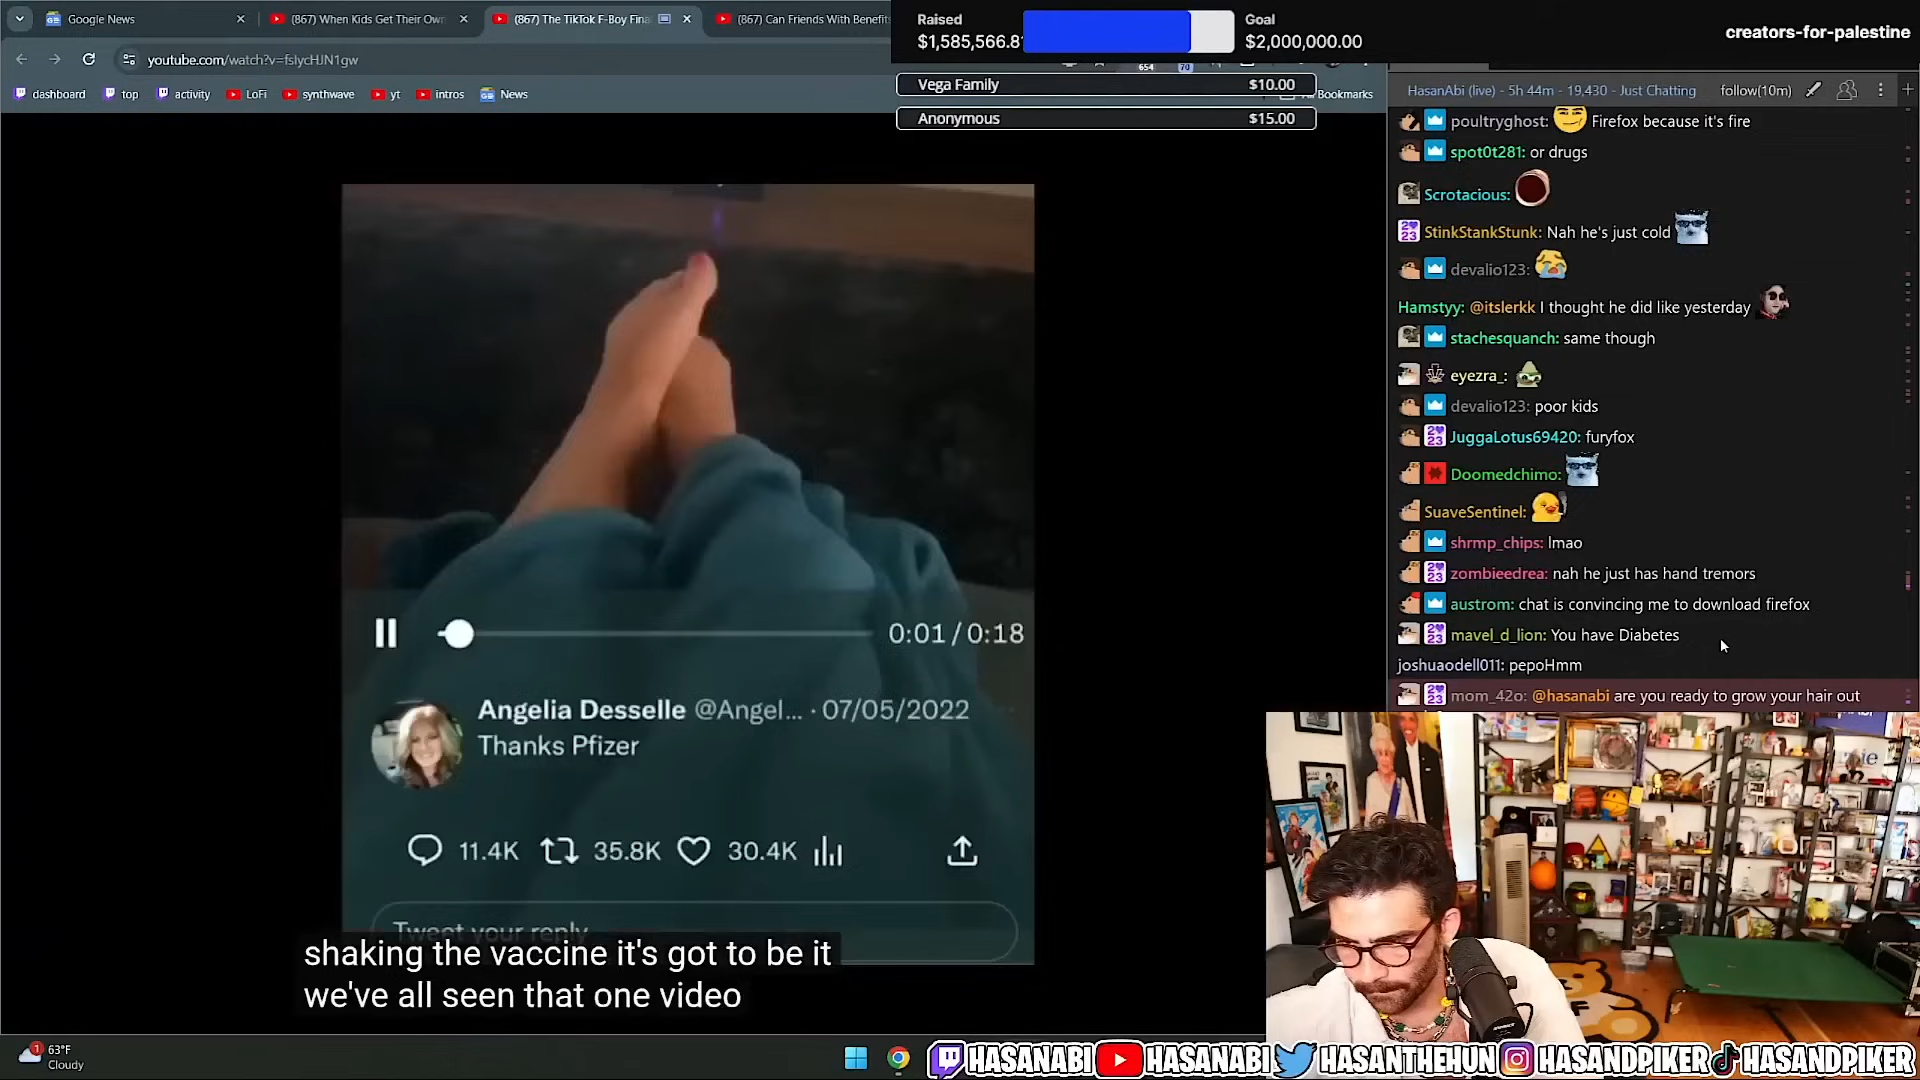 Google News
(867) When Kids Get Their Own
(867) The TikTok F-Boy Fina
(867) Can Friends With Benefit
youtube.com/watch?v=fslycHJN1gw
dashboard
top
activity
LoFi
synthwave
yt
intros
News
Bookmarks
654
70
Raised
$1,585,566.8
Goal
$2,000,000.00
creators-for-palestine
Vega Family $10.00
Anonymous $15.00
HasanAbi (live) - 5h 44m - 19,430 - Just Chatting
follow(10m)
poultryghost: Firefox because it's fire
spot0t281: or drugs
Scrotacious:
StinkStankStunk: Nah he's just cold
devalio123:
Hamstyy: @itslerkk I thought he did like yesterday
stachesquanch: same though
eyezra_:
devalio123: poor kids
JuggaLotus69420: furyfox
Doomedchimo:
SuaveSentinel:
shrmp_chips: lmao
zombieedrea: nah he just has hand tremors
austrom: chat is convincing me to download firefox
mavel_d_lion: You have Diabetes
joshuaodell011: pepoHmm
mom_42o: @hasanabi are you ready to grow your hair out
0:01 / 0:18
Angelia Desselle @Angel... · 07/05/2022
Thanks Pfizer
11.4K 35.8K 30.4K
Tweet your reply
shaking the vaccine it's got to be it
we've all seen that one video
1
63°F
Cloudy
HASANABI
HASANABI
HASANTHEHUN
HASANDPIKER
HASANDPIKER